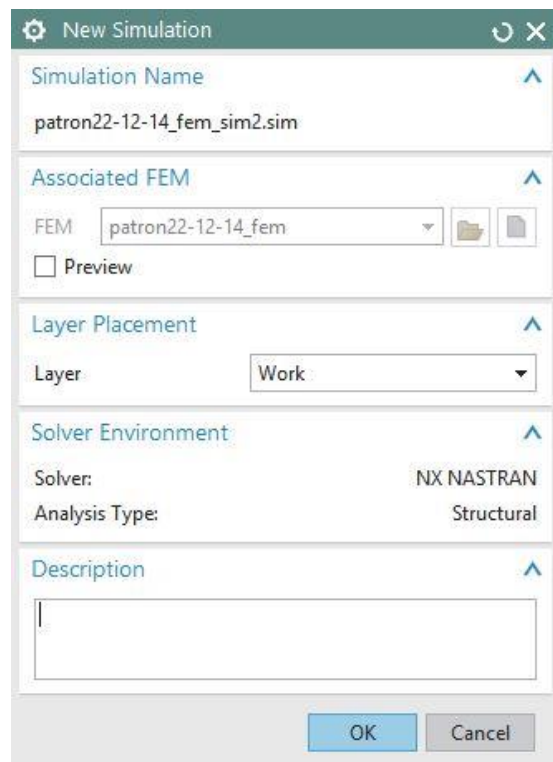 New Simulation
Simulation Name
patron22-12-14_fem_sim2.sim
Associated FEM
FEM patron22-12-14_fem
Preview
Layer Placement
Layer Work
Solver Environment
Solver: NX NASTRAN
Analysis Type: Structural
Description
OK Cancel